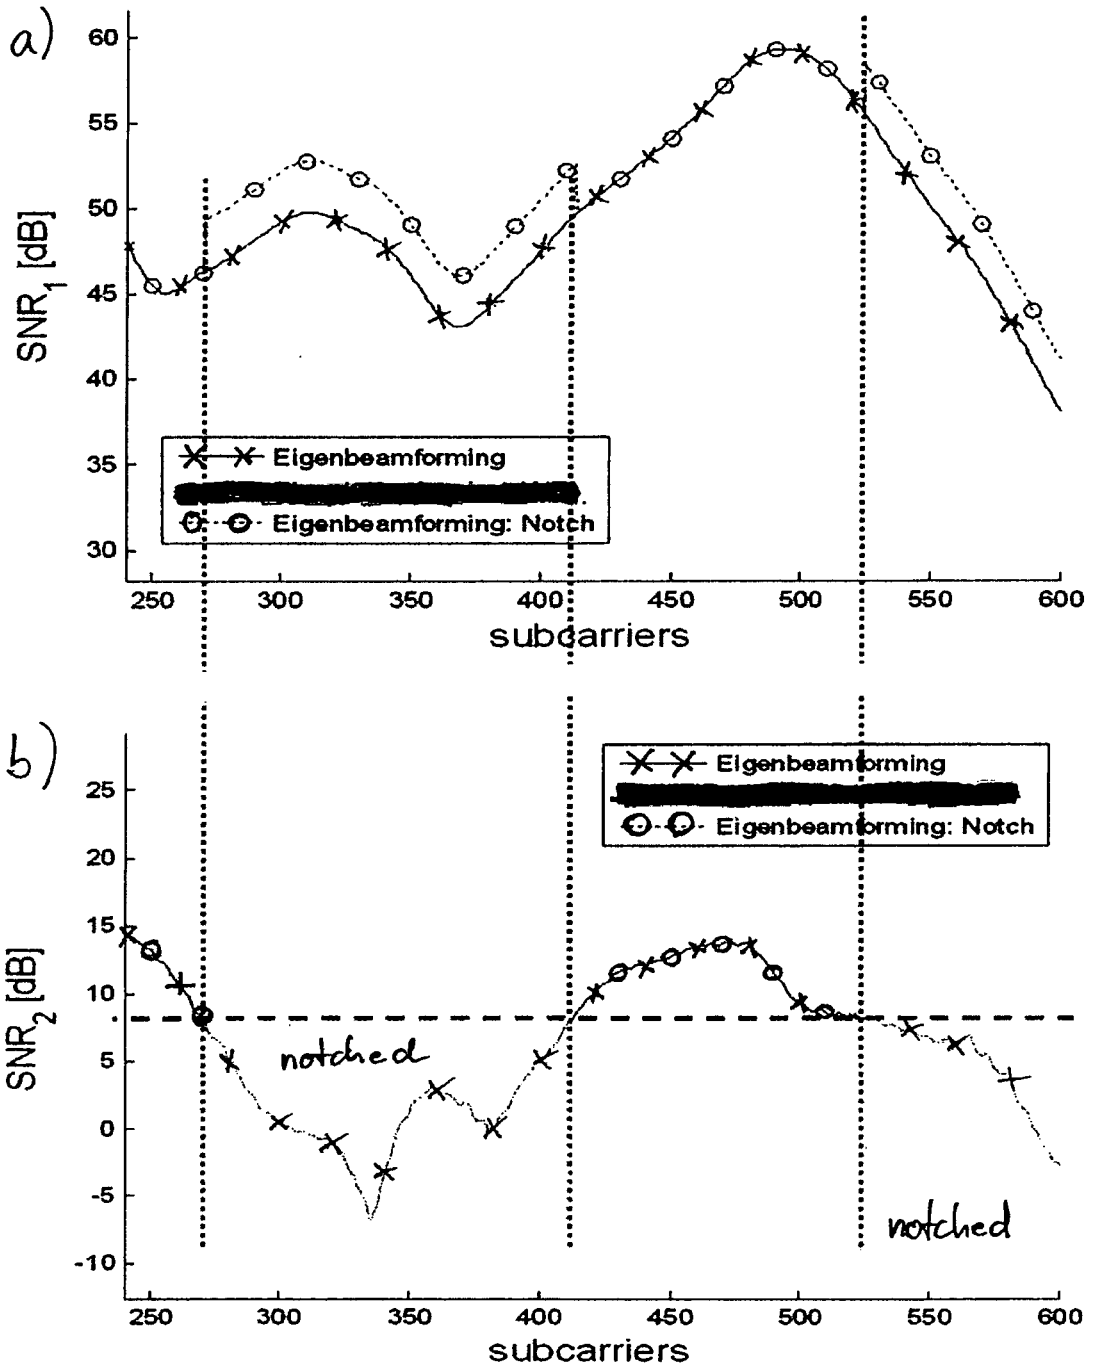 a)
60
55
50
45
40
35
30
SNR1 [dB]
Eigenbeamforming
Eigenbeamforming: Notch
250 300 350 400 450 500 550 600
subcarriers
b)
25
20
15
10
5
0
-5
-10
SNR2 [dB]
Eigenbeamforming
Eigenbeamforming: Notch
notched
notched
250 300 350 400 450 500 550 600
subcarriers